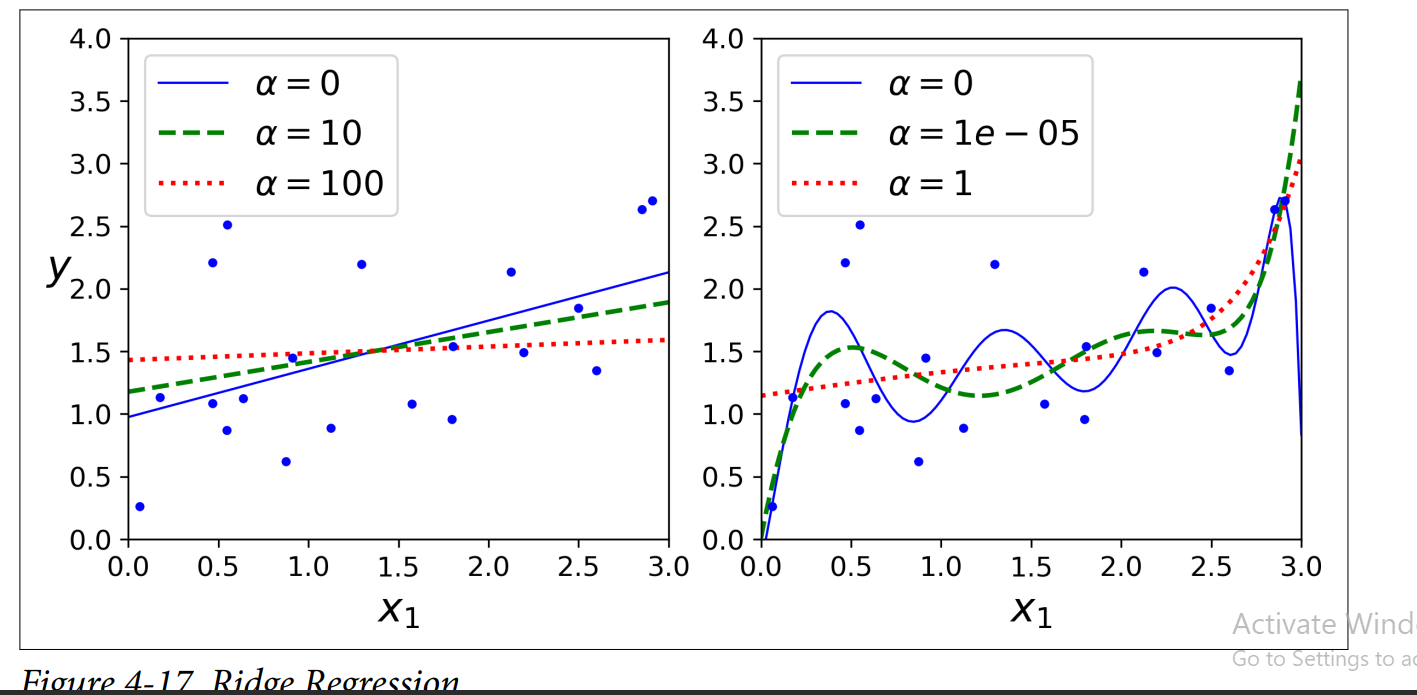 4.0
3.5
3.0
2.5
2.0
1.5
1.0
0.5
0.0
y
α = 0
α = 10
α = 100
0.0 0.5 1.0 1.5 2.0 2.5 3.0
x₁
4.0
3.5
3.0
2.5
2.0
1.5
1.0
0.5
0.0
α = 0
α = 1e − 05
α = 1
0.0 0.5 1.0 1.5 2.0 2.5 3.0
x₁
Activate Wind
Go to Settings to ac
Figure 4-17. Ridge Regression